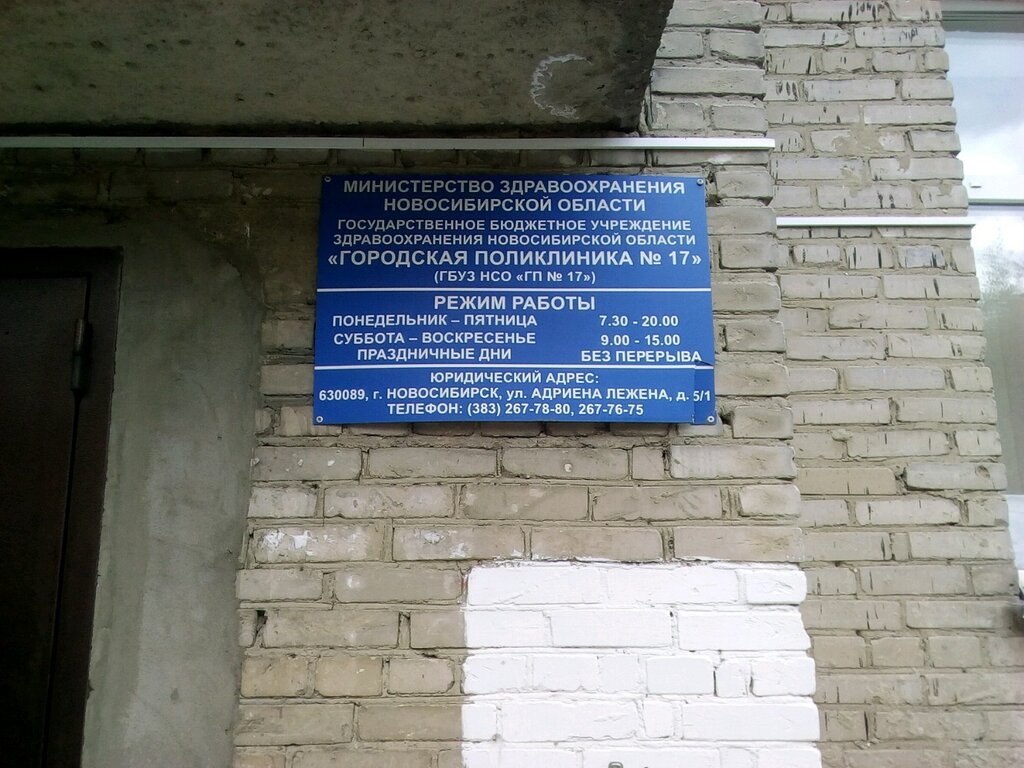 МИНИСТЕРСТВО ЗДРАВООХРАНЕНИЯ
НОВОСИБИРСКОЙ ОБЛАСТИ
ГОСУДАРСТВЕННОЕ БЮДЖЕТНОЕ УЧРЕЖДЕНИЕ
ЗДРАВООХРАНЕНИЯ НОВОСИБИРСКОЙ ОБЛАСТИ
«ГОРОДСКАЯ ПОЛИКЛИНИКА № 17»
(ГБУЗ НСО «ГП № 17»)
РЕЖИМ РАБОТЫ
ПОНЕДЕЛЬНИК – ПЯТНИЦА 7.30 - 20.00
СУББОТА – ВОСКРЕСЕНЬЕ 9.00 - 15.00
ПРАЗДНИЧНЫЕ ДНИ БЕЗ ПЕРЕРЫВА
ЮРИДИЧЕСКИЙ АДРЕС:
630089, г. НОВОСИБИРСК, ул. АДРИЕНА ЛЕЖЕНА, д. 5/1
ТЕЛЕФОН: (383) 267-78-80, 267-76-75